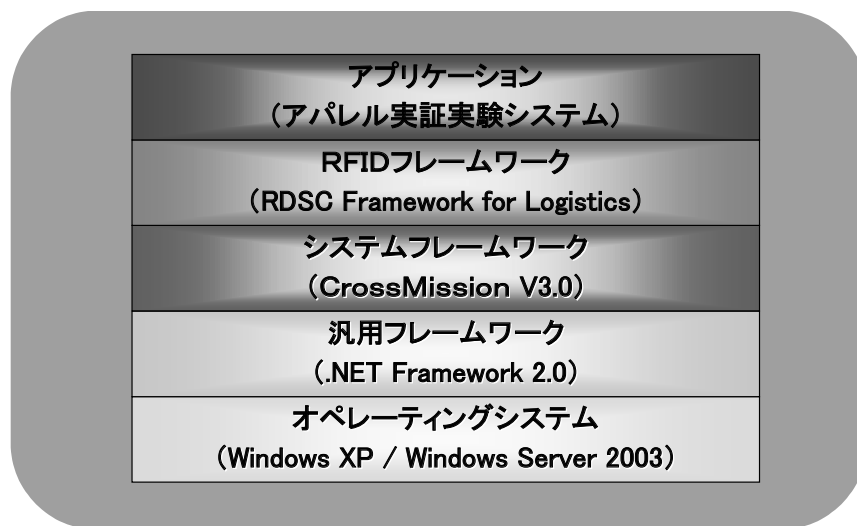 アプリケーション
（アパレル実証実験システム）
ＲＦＩＤフレームワーク
（RDSC Framework for Logistics）
システムフレームワーク
（CrossMission V3.0）
汎用フレームワーク
（.NET Framework 2.0）
オペレーティングシステム
（Windows XP / Windows Server 2003）